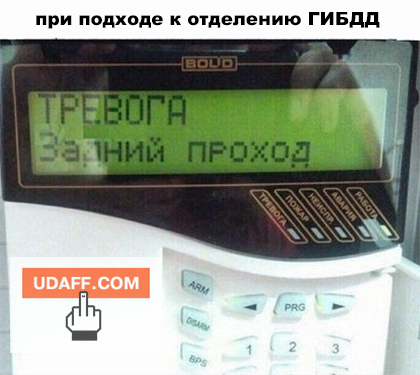 при подходе к отделению ГИБДД
BOLID
ТРЕВОГА
Задний проход
ТРЕВОГА
ПОЖАР
НЕИСПР
АВАРИЯ
РАБОТА
UDAFF.COM
ARM
DISARM
BPS
PRG
1
2
3